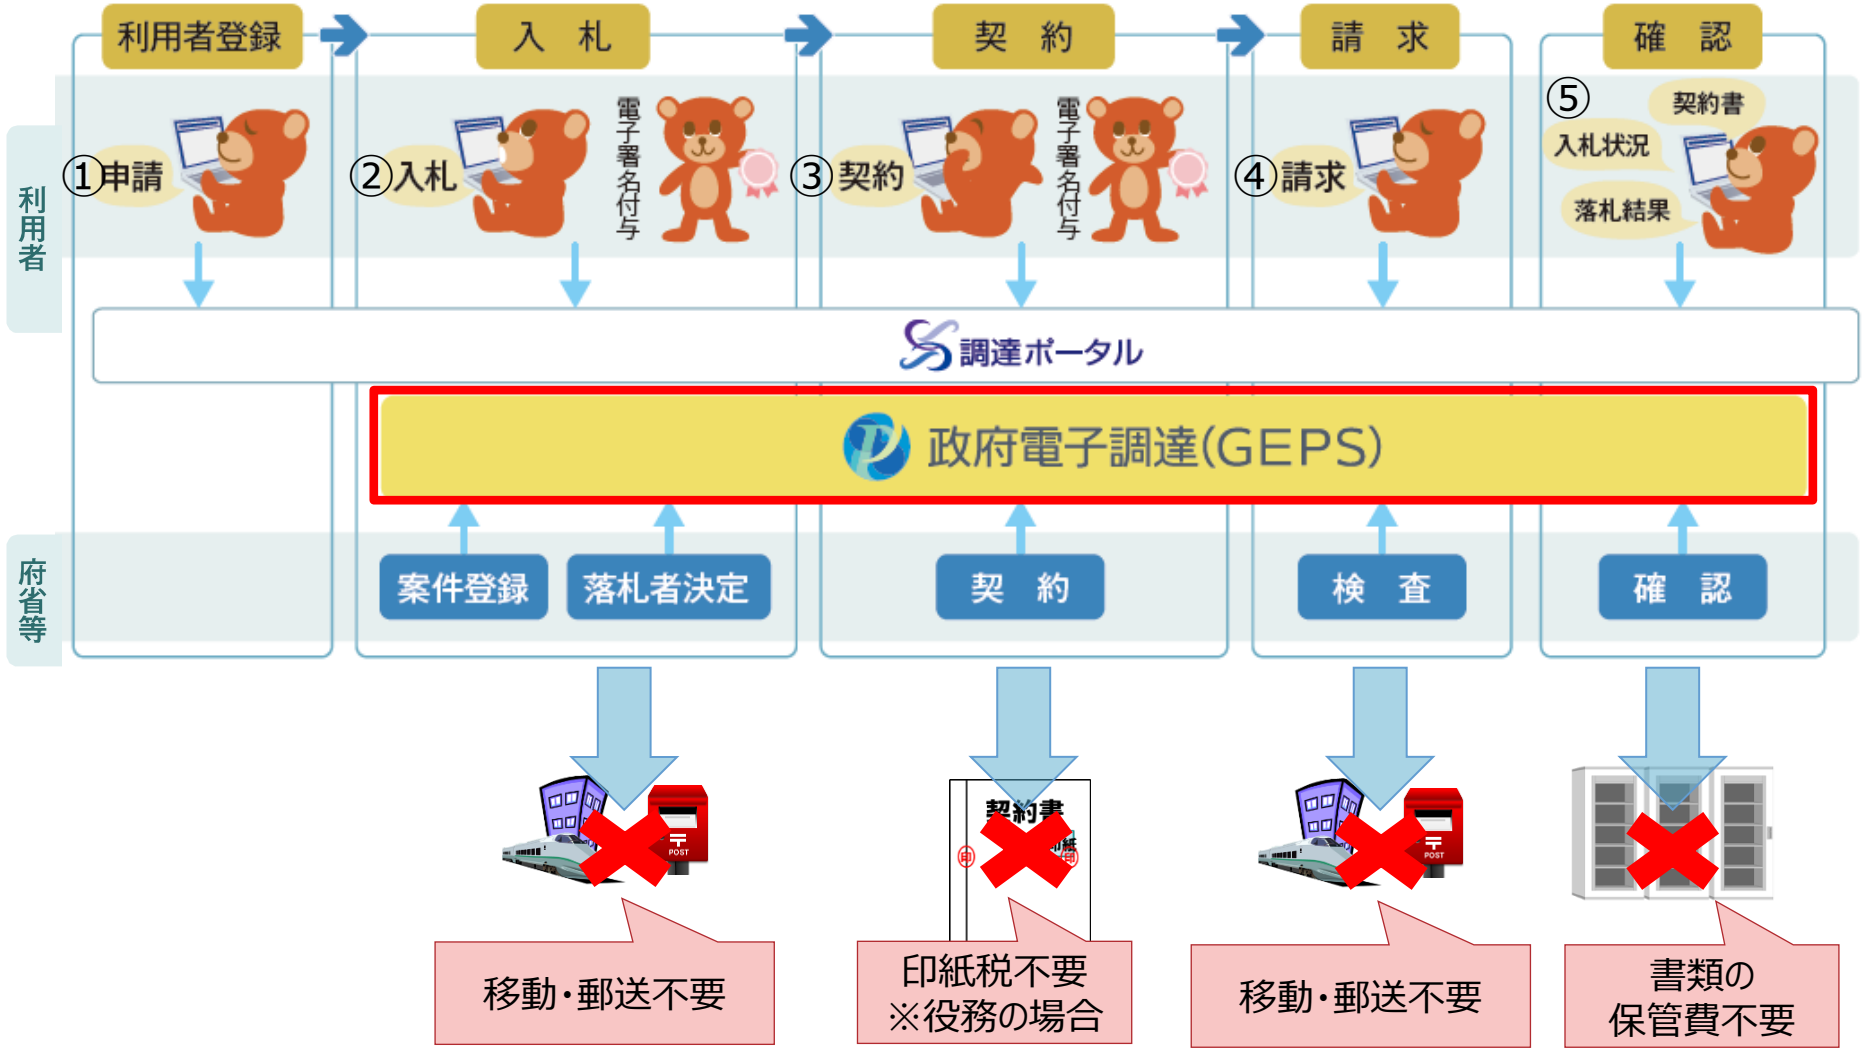 利用者登録
入 札
契 約
請 求
確 認
利用者
①申請
②入札
電子署名付与
③契約
電子署名付与
④請求
⑤
契約書
入札状況
落札結果
調達ポータル
政府電子調達(GEPS)
府省等
案件登録
落札者決定
契 約
検 査
確 認
〒
POST
契約書
印紙
印
印
〒
POST
移動・郵送不要
印紙税不要
※役務の場合
移動・郵送不要
書類の
保管費不要